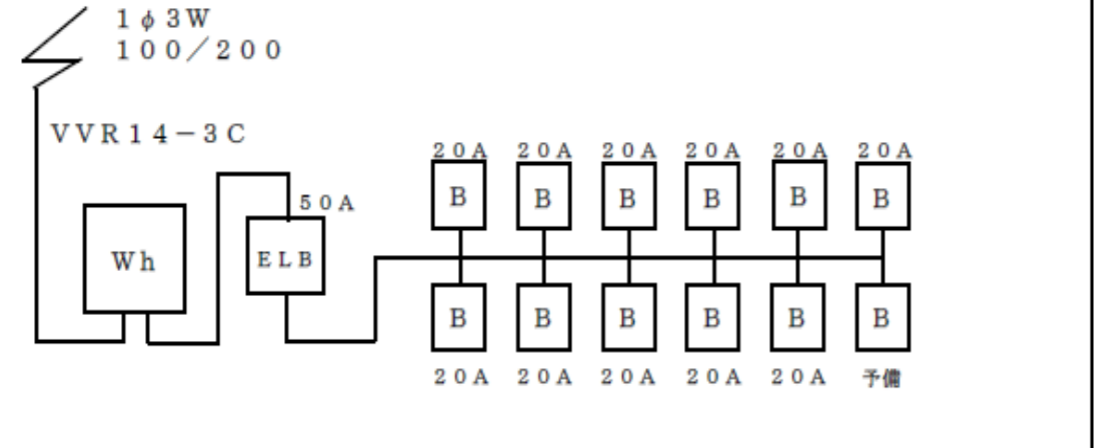 1φ3W
100/200
VVR14-3C
Wh
50A
ELB
20A 20A 20A 20A 20A 20A
B B B B B B
B B B B B B
20A 20A 20A 20A 20A 予備